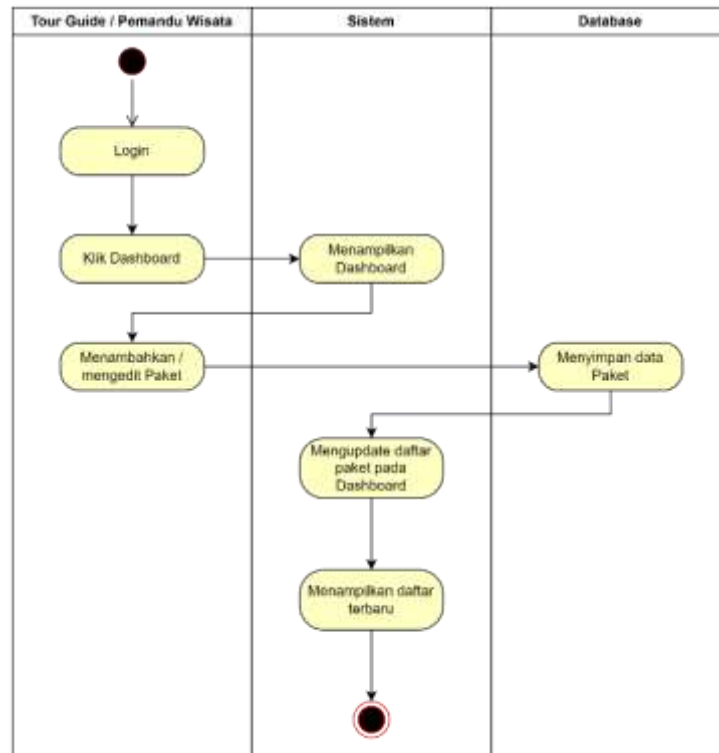 Tour Guide / Pemandu Wisata
Sistem
Database
Login
Klik Dashboard
Menampilkan
Dashboard
Menambahkan /
mengedit Paket
Menyimpan data
Paket
Mengupdate daftar
paket pada
Dashboard
Menampilkan daftar
terbaru